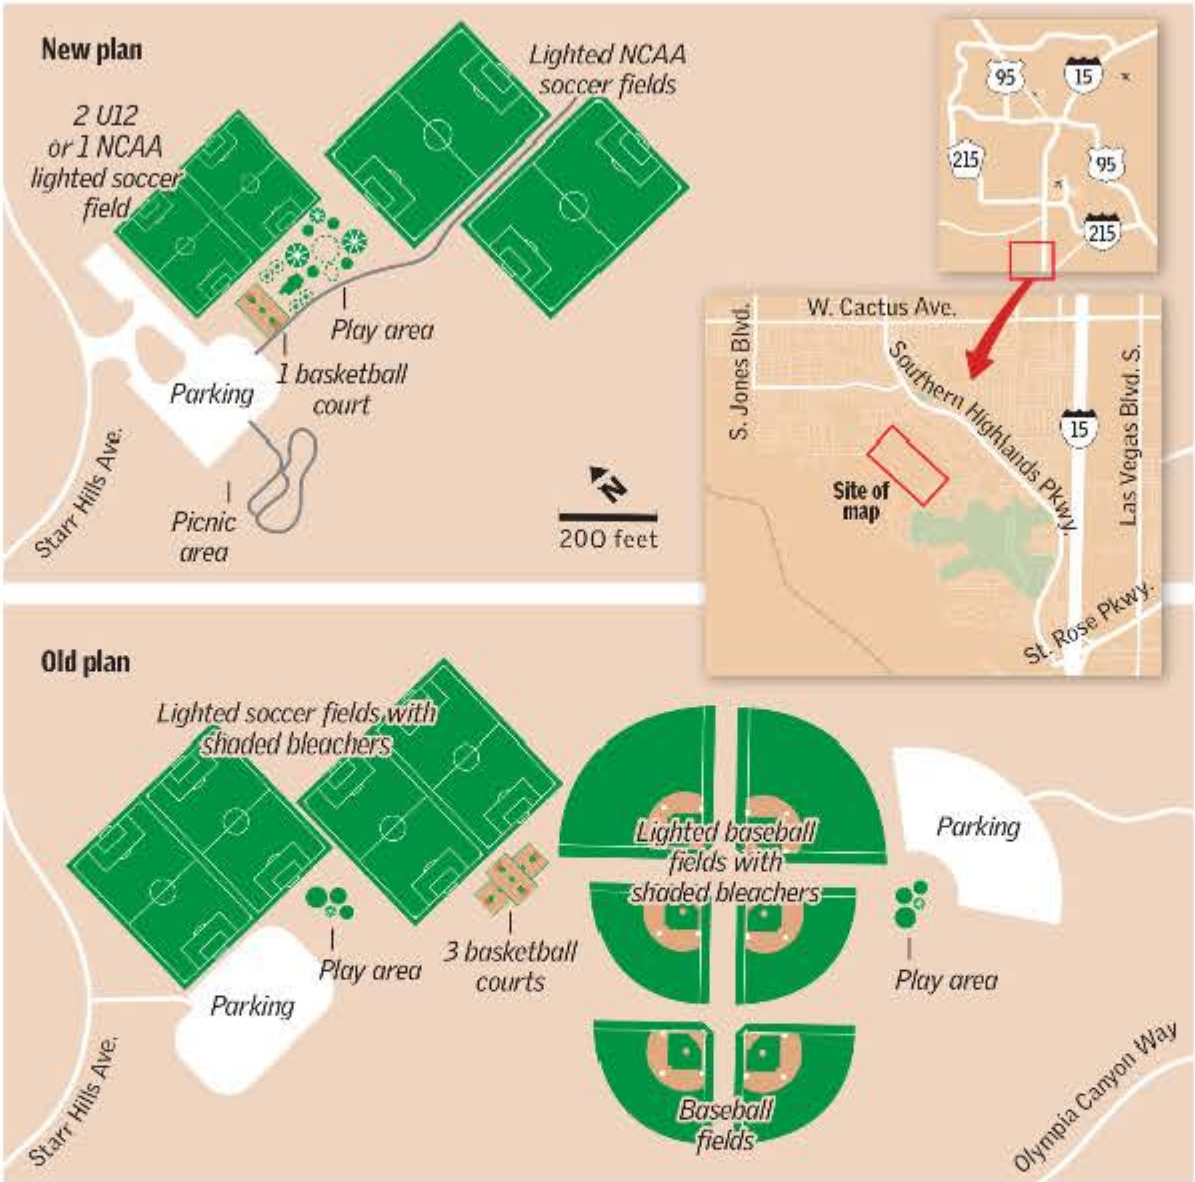 New plan
2 U12
or 1 NCAA
lighted soccer
field
Lighted NCAA
soccer fields
Play area
1 basketball
court
Parking
Starr Hills Ave.
Picnic
area
N
200 feet
95
15
215
95
215
W. Cactus Ave.
S. Jones Blvd.
Southern Highlands Pkwy.
15
Las Vegas Blvd. S.
Site of
map
St. Rose Pkwy.
Old plan
Lighted soccer fields with
shaded bleachers
Lighted baseball
fields with
shaded bleachers
Parking
Play area
3 basketball
courts
Play area
Parking
Starr Hills Ave.
Baseball
fields
Olympia Canyon Way